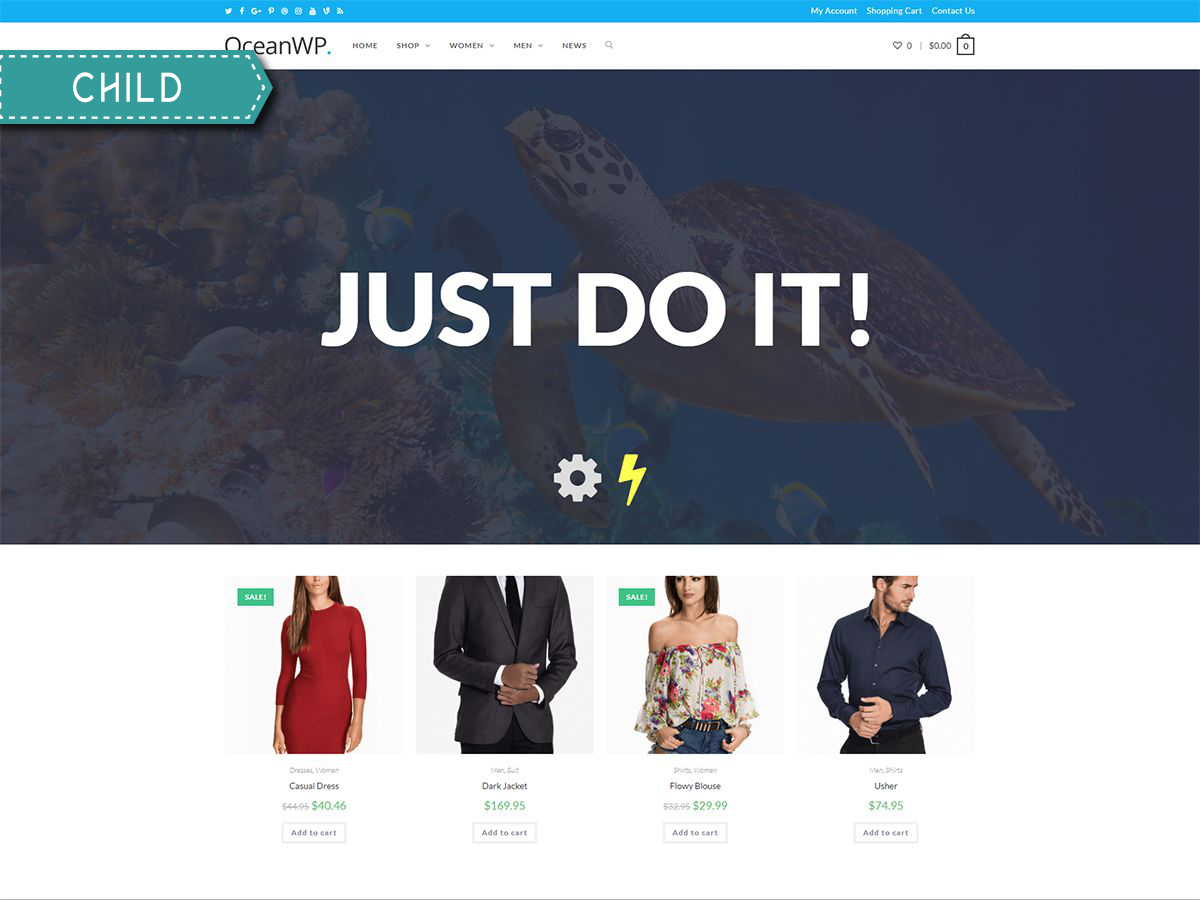 My Account Shopping Cart Contact Us
OceanWP.
HOME SHOP WOMEN MEN NEWS
0 | $0.00 0
CHILD
JUST DO IT!
SALE!
SALE!
Dresses, Women
Casual Dress
$44.95 $40.46
Add to cart
Men, Suit
Dark Jacket
$169.95
Add to cart
Shirts, Women
Flowy Blouse
$32.95 $29.99
Add to cart
Men, Shirts
Usher
$74.95
Add to cart